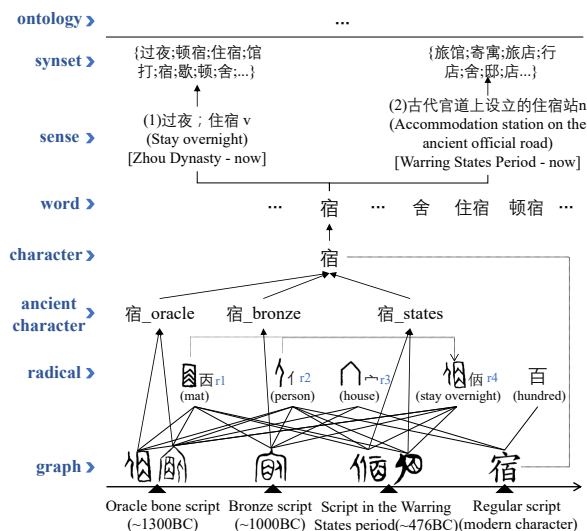 ontology ...
synset {过夜;顿宿;住宿;馆
打;宿;歇;顿;舍;...}
{旅馆;寄寓;旅店;行
店;舍;邸;店...}
sense
(1)过夜；住宿 v
(Stay overnight)
[Zhou Dynasty - now]
(2)古代官道上设立的住宿站n
(Accommodation station on the
ancient official road)
[Warring States Period - now]
word ... 宿 ... 舍 住宿 顿宿 ...
character 宿
ancient
character
宿_oracle 宿_bronze 宿_states
radical
r1 亻 r2 宀 r3 r4 百
(mat) (person) (house) (stay overnight) (hundred)
graph 宿
Oracle bone script Bronze script Script in the Warring Regular script
(~1300BC) (~1000BC) States period(~476BC) (modern character)